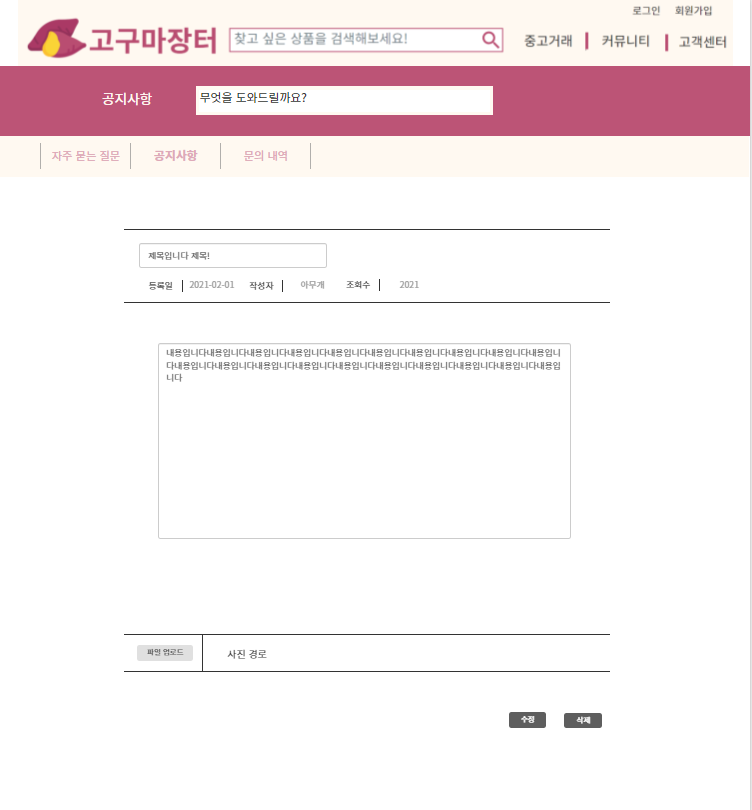 로그인 회원가입
고구마장터 찾고 싶은 상품을 검색해보세요! 중고거래 커뮤니티 고객센터
공지사항 무엇을 도와드릴까요?
자주 묻는 질문 공지사항 문의 내역
제목입니다 제목!
등록일 2021-02-01 작성자 아무개 조회수 2021
내용입니다내용입니다내용입니다내용입니다내용입니다내용입니다내용입니다내용입니다내용입니다내용입니
다내용입니다내용입니다내용입니다내용입니다내용입니다내용입니다내용입니다내용입니다내용입니다내용입
니다
파일 업로드 사진 경로
수정 삭제